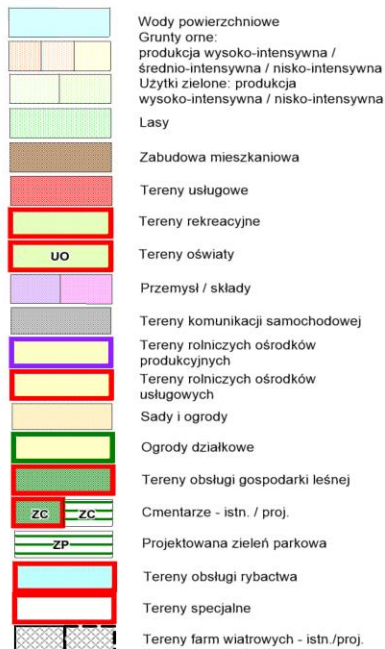 Wody powierzchniowe
Grunty orne:
produkcja wysoko-intensywna /
średnio-intensywna / nisko-intensywna
Użytki zielone: produkcja
wysoko-intensywna / nisko-intensywna
Lasy
Zabudowa mieszkaniowa
Tereny usługowe
Tereny rekreacyjne
UO Tereny oświaty
Przemysł / składy
Tereny komunikacji samochodowej
Tereny rolniczych ośrodków
produkcyjnych
Tereny rolniczych ośrodków
usługowych
Sady i ogrody
Ogrody działkowe
Tereny obsługi gospodarki leśnej
ZC ZC Cmentarze - istn. / proj.
ZP Projektowana zieleń parkowa
Tereny obsługi rybactwa
Tereny specjalne
Tereny farm wiatrowych - istn./proj.